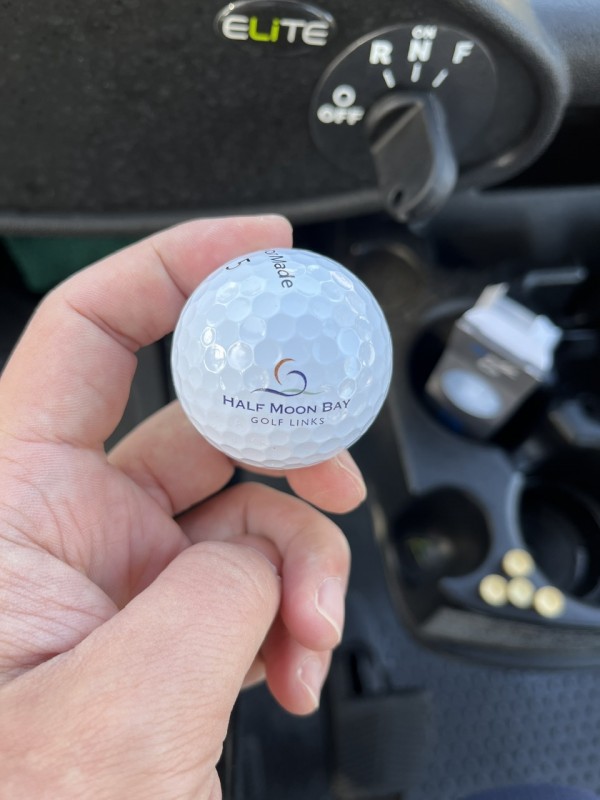 ELiTE
ON
R N F
OFF
5
Made
HALF MOON BAY
GOLF LINKS